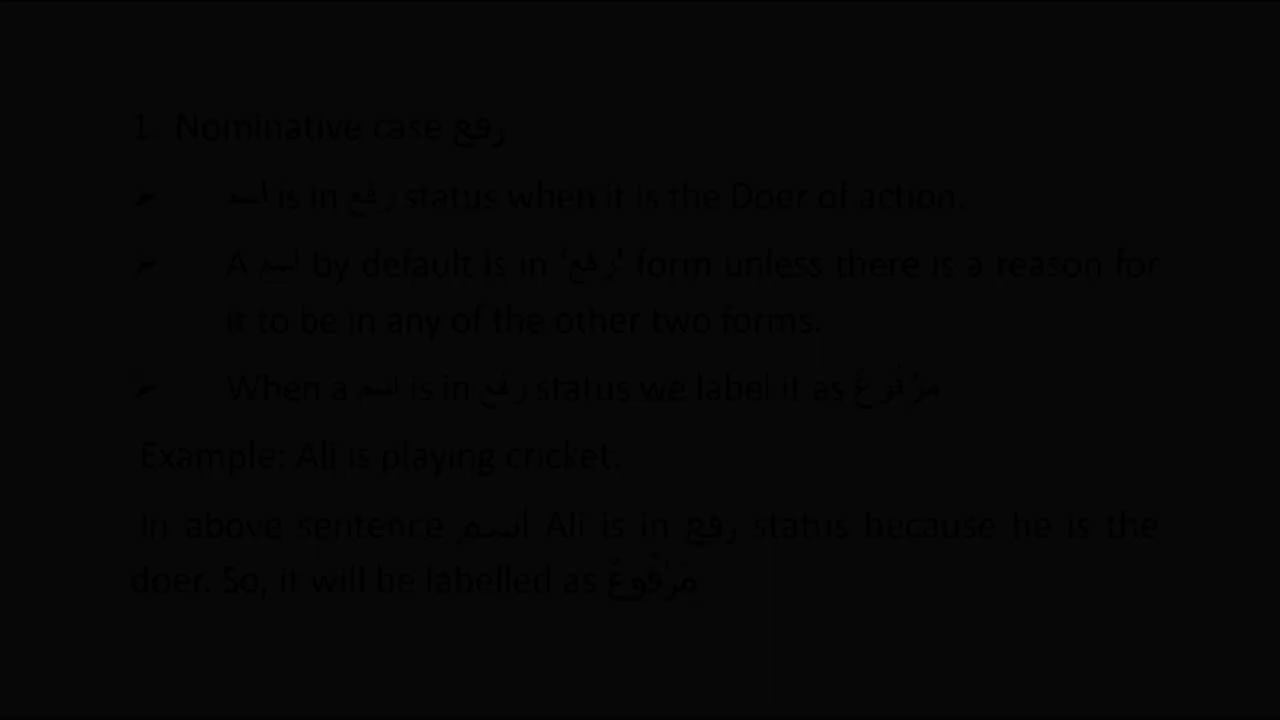 1. Nominative case رفع
➢ اسم is in رفع status when it is the Doer of action.
➢ A اسم by default is in ‘رفع’ form unless there is a reason for
it to be in any of the other two forms.
➢ When a اسم is in رفع status we label it as مَرْفُوعٌ
Example: Ali is playing cricket.
In above sentence أسم Ali is in رفع status because he is the
doer. So, it will be labelled as مَرْفُوعٌ